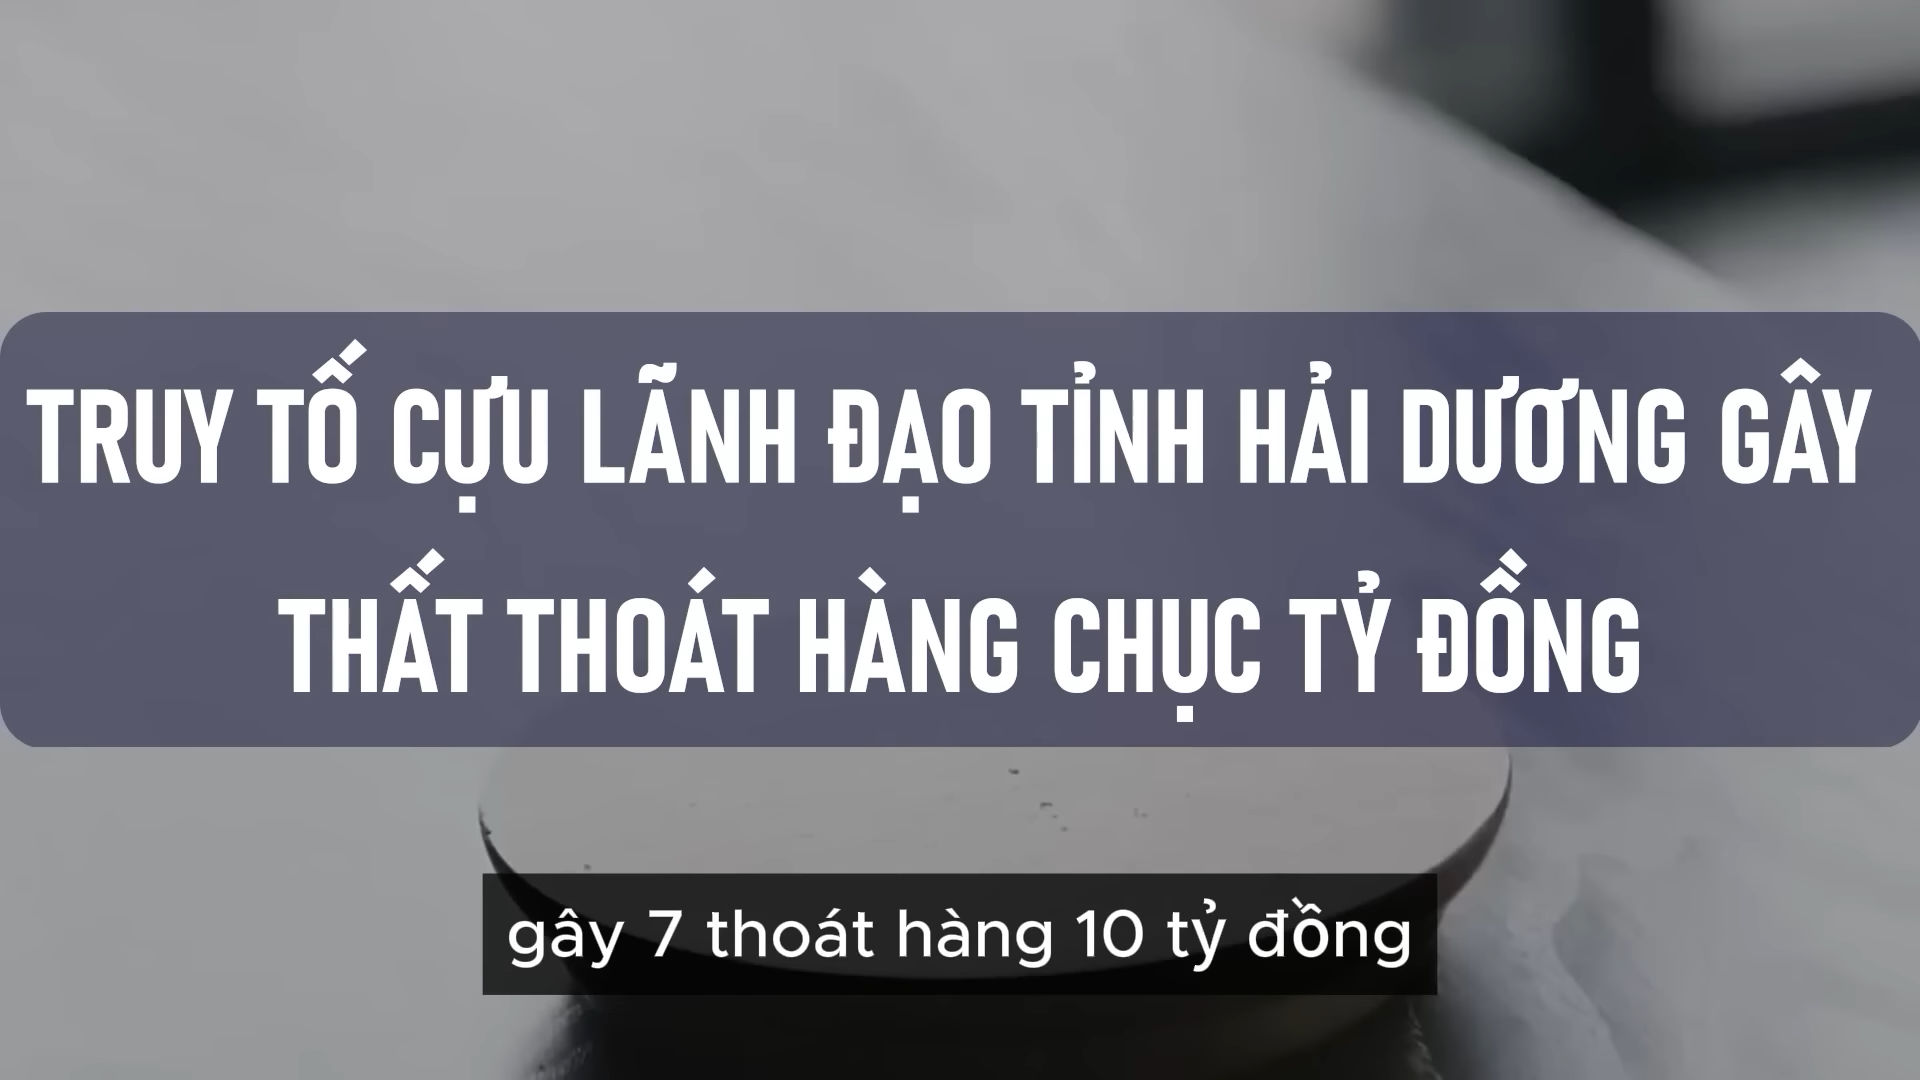 TRUY TỐ CỰU LÃNH ĐẠO TỈNH HẢI DƯƠNG GÂY
THẤT THOÁT HÀNG CHỤC TỶ ĐỒNG
gây 7 thoát hàng 10 tỷ đồng